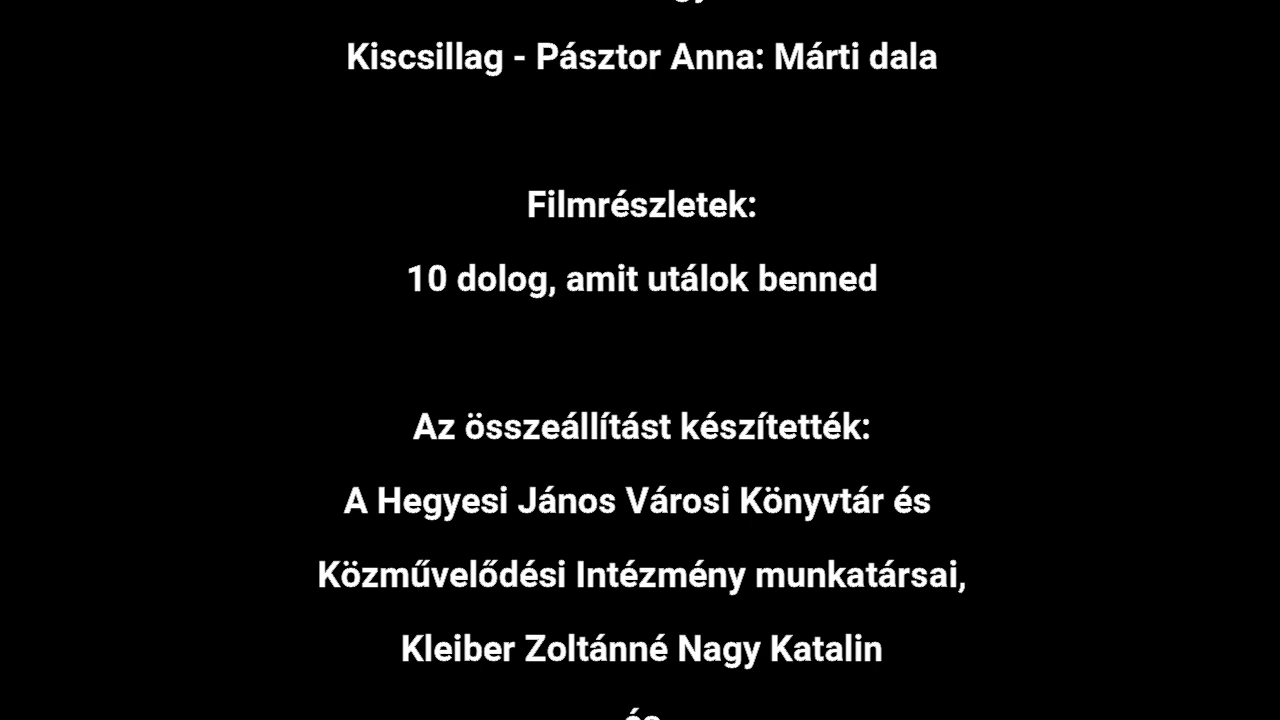 Kiscsillag - Pásztor Anna: Márti dala
Filmrészletek:
10 dolog, amit utálok benned
Az összeállítást készítették:
A Hegyesi János Városi Könyvtár és
Közművelődési Intézmény munkatársai,
Kleiber Zoltánné Nagy Katalin